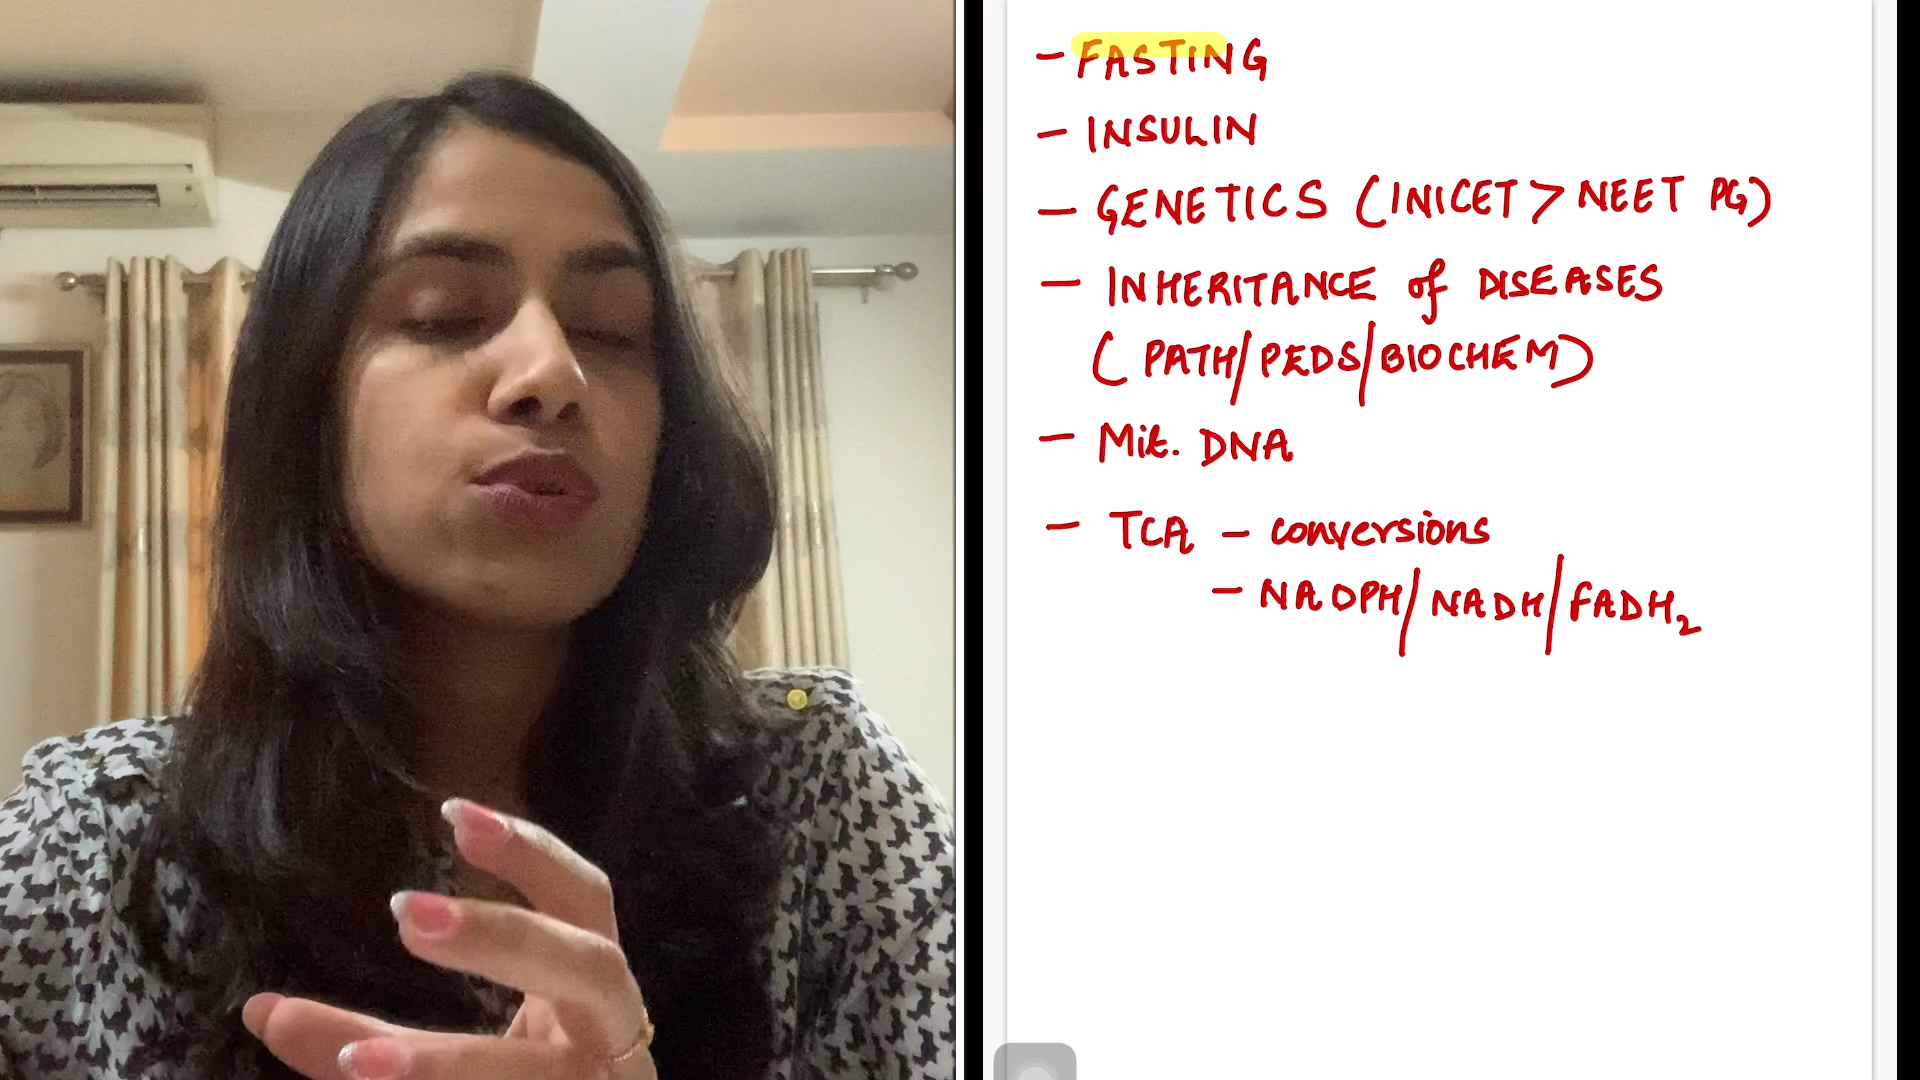 - FASTING
- INSULIN
- GENETICS (INICET > NEET PG)
- INHERITANCE of DISEASES
( PATH/PEDS/BIOCHEM)
- Mit. DNA
- TCA - conversions
- NADPH/NADH/FADH₂